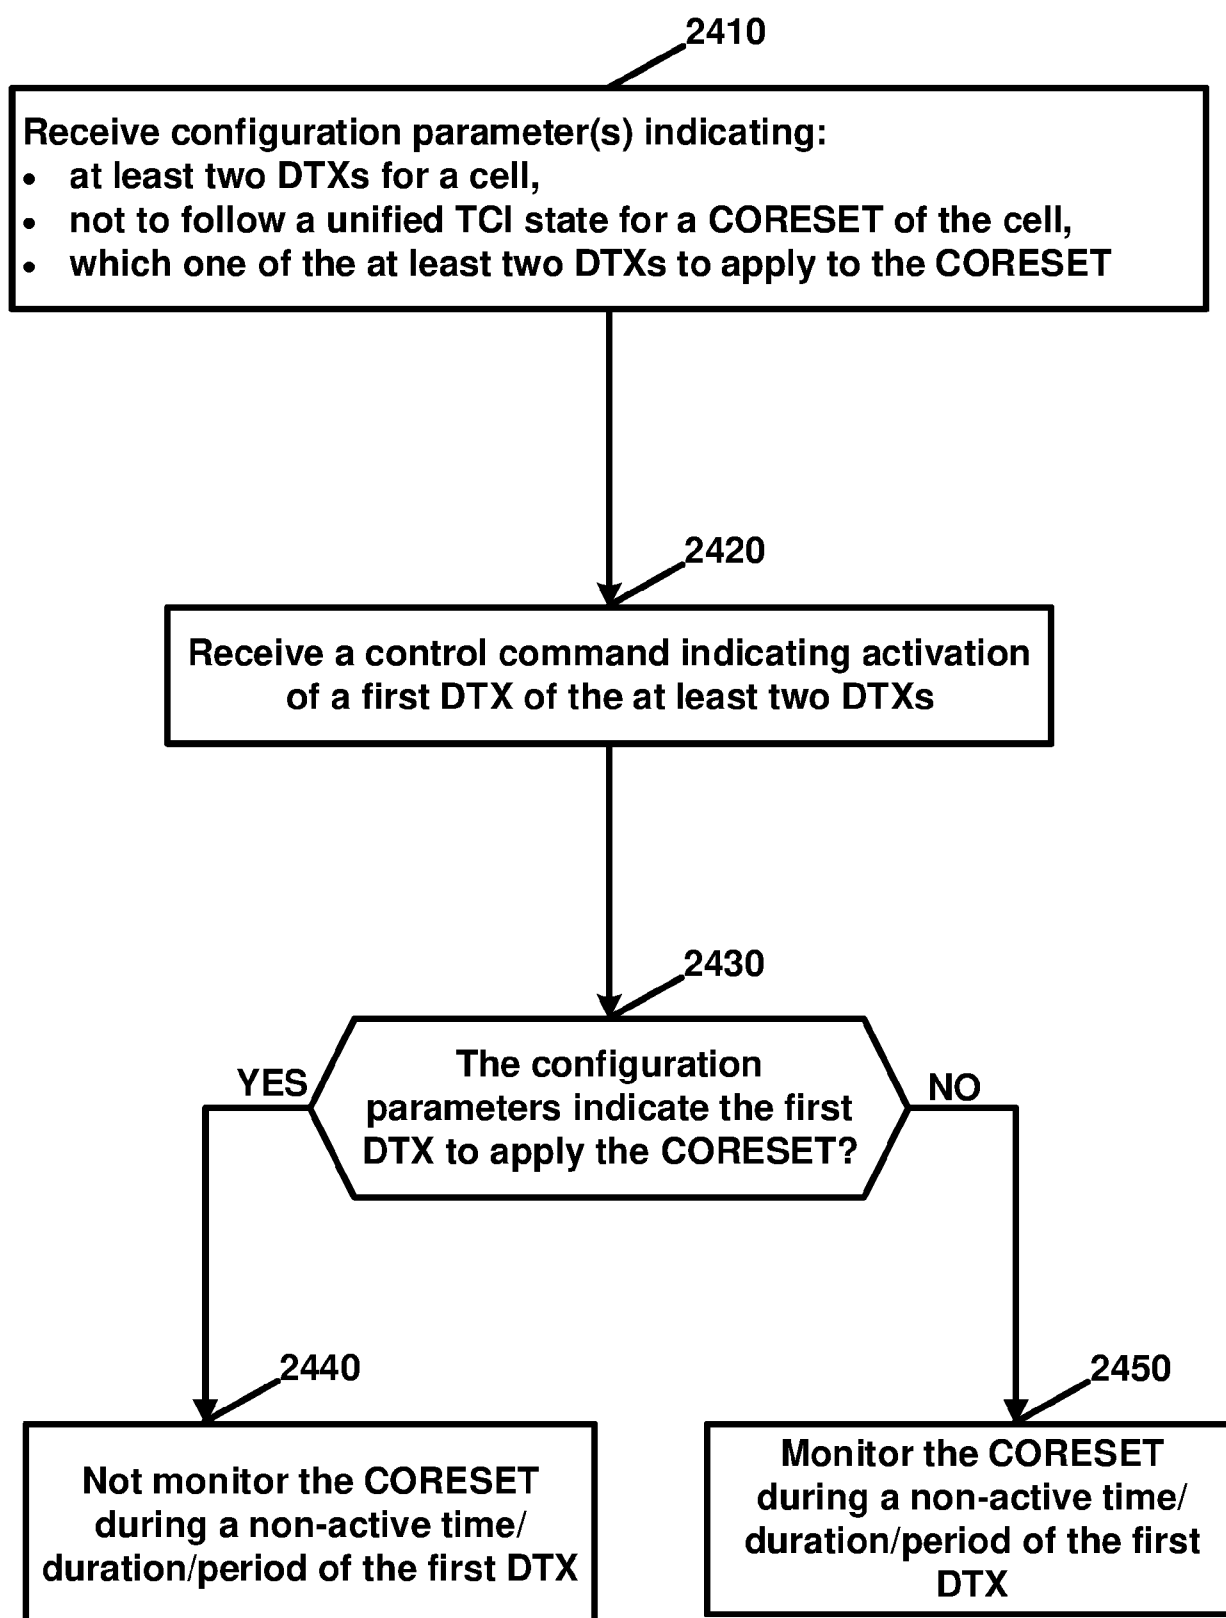 2410
Receive configuration parameter(s) indicating:
• at least two DTXs for a cell,
• not to follow a unified TCI state for a CORESET of the cell,
• which one of the at least two DTXs to apply to the CORESET
2420
Receive a control command indicating activation
of a first DTX of the at least two DTXs
2430
The configuration
parameters indicate the first
DTX to apply the CORESET?
YES
NO
2440
Not monitor the CORESET
during a non-active time/
duration/period of the first DTX
2450
Monitor the CORESET
during a non-active time/
duration/period of the first
DTX